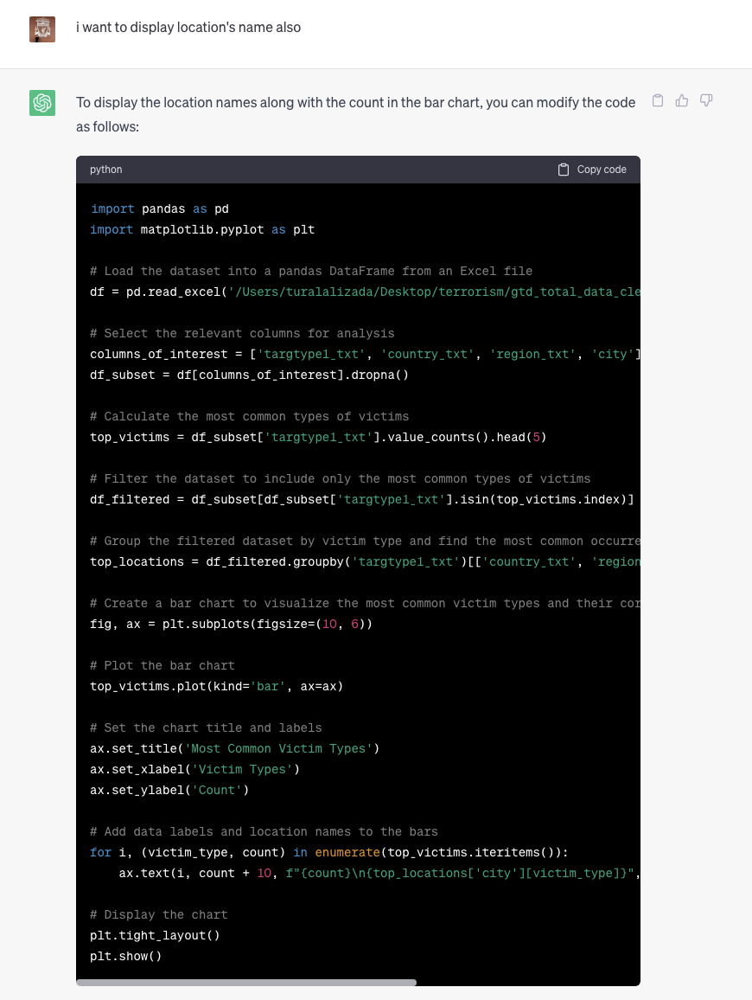 i want to display location's name also
To display the location names along with the count in the bar chart, you can modify the code
as follows:
python
Copy code
import pandas as pd
import matplotlib.pyplot as plt
# Load the dataset into a pandas DataFrame from an Excel file
df = pd.read_excel('/Users/turalalizada/Desktop/terrorism/gtd_total_data_cle
# Select the relevant columns for analysis
columns_of_interest = ['targtype1_txt', 'country_txt', 'region_txt', 'city']
df_subset = df[columns_of_interest].dropna()
# Calculate the most common types of victims
top_victims = df_subset['targtype1_txt'].value_counts().head(5)
# Filter the dataset to include only the most common types of victims
df_filtered = df_subset[df_subset['targtype1_txt'].isin(top_victims.index)]
# Group the filtered dataset by victim type and find the most common occurre
top_locations = df_filtered.groupby('targtype1_txt')[['country_txt', 'region
# Create a bar chart to visualize the most common victim types and their cor
fig, ax = plt.subplots(figsize=(10, 6))
# Plot the bar chart
top_victims.plot(kind='bar', ax=ax)
# Set the chart title and labels
ax.set_title('Most Common Victim Types')
ax.set_xlabel('Victim Types')
ax.set_ylabel('Count')
# Add data labels and location names to the bars
for i, (victim_type, count) in enumerate(top_victims.iteritems()):
    ax.text(i, count + 10, f"{count}\n{top_locations['city'][victim_type]}",
# Display the chart
plt.tight_layout()
plt.show()